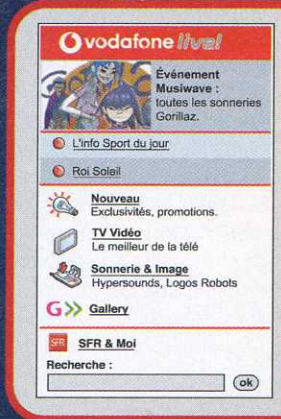 vodafone live!
Événement
Musiwave :
toutes les sonneries
Gorillaz.
L'info Sport du jour
Roi Soleil
Nouveau
Exclusivités, promotions.
TV Vidéo
Le meilleur de la télé
Sonnerie & Image
Hypersounds, Logos Robots
G Gallery
SFR SFR & Moi
Recherche :
ok